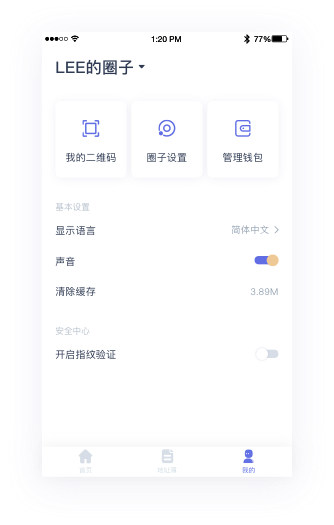 1:20 PM
77%
LEE的圈子
我的二维码
圈子设置
管理钱包
基本设置
显示语言
简体中文
声音
清除缓存
3.89M
安全中心
开启指纹验证
首页
地址簿
我的